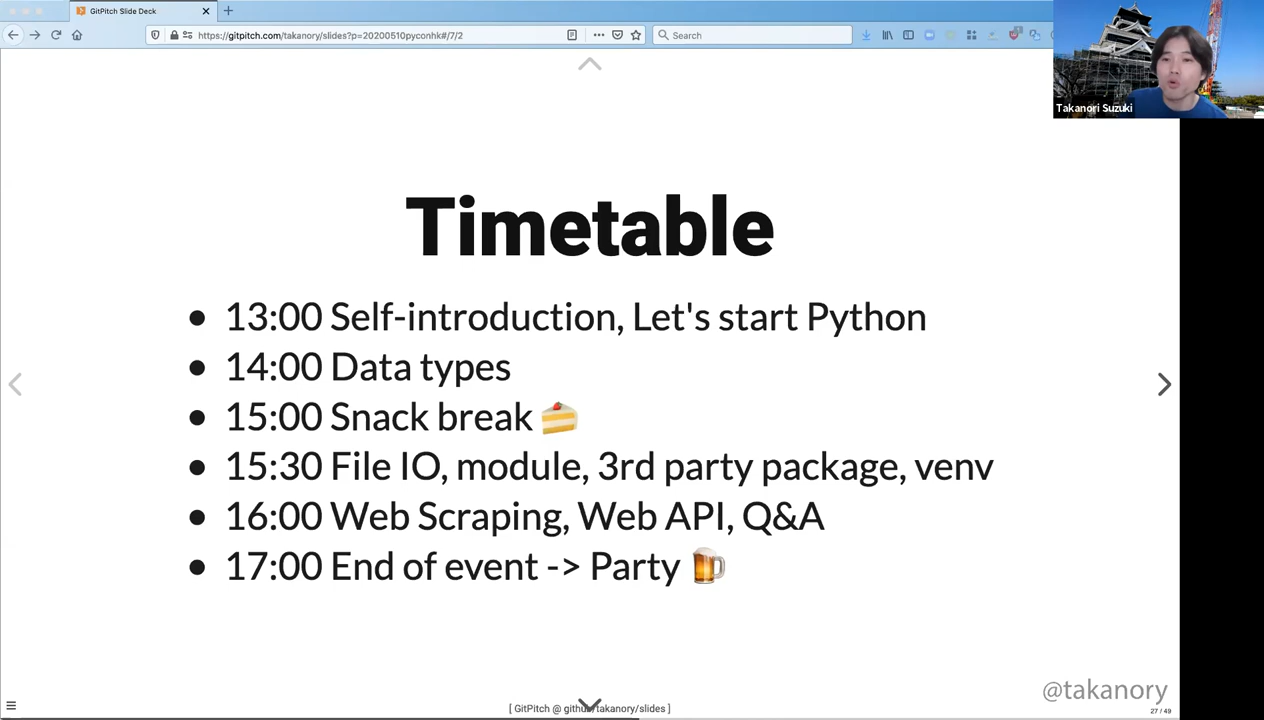 GitPitch Slide Deck
https://gitpitch.com/takanory/slides?p=20200510pyconhk#/7/2
Search
Takanori Suzuki
Timetable
• 13:00 Self-introduction, Let's start Python
• 14:00 Data types
• 15:00 Snack break 🍰
• 15:30 File IO, module, 3rd party package, venv
• 16:00 Web Scraping, Web API, Q&A
• 17:00 End of event -> Party 🍺
@takanory
[ GitPitch @ github/takanory/slides ]
27 / 49